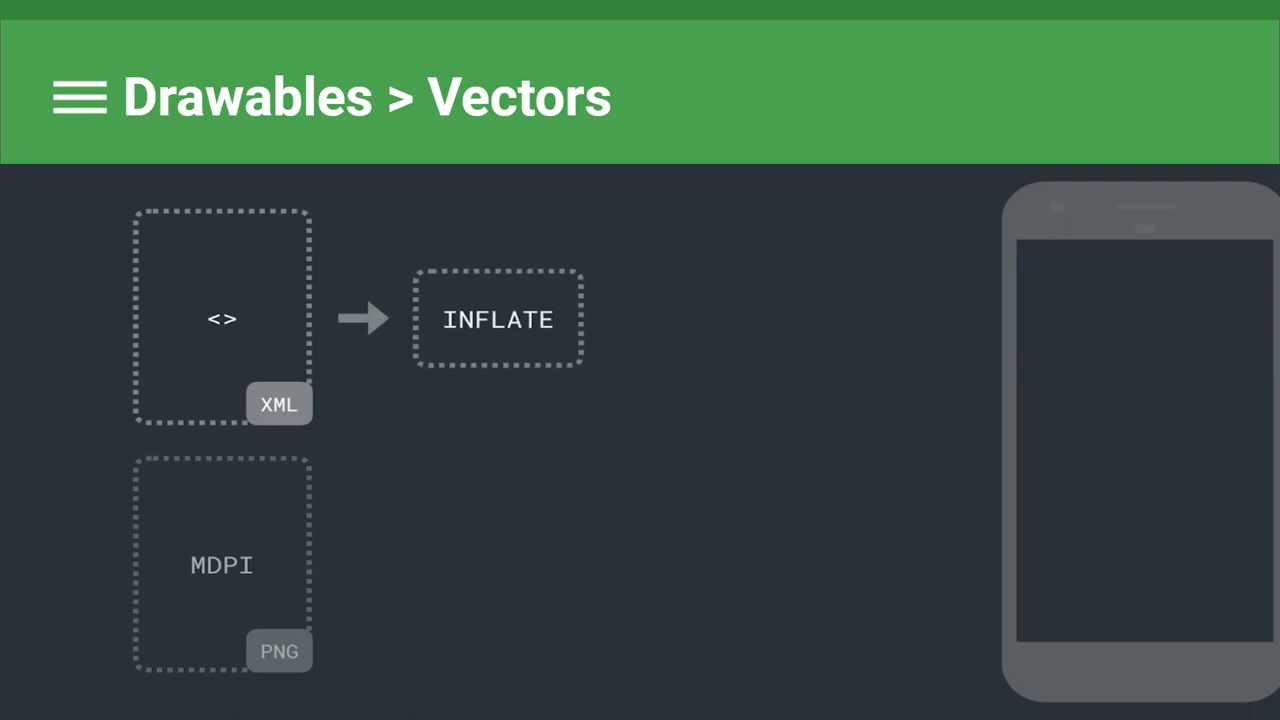 Drawables > Vectors
<>
INFLATE
XML
MDPI
PNG